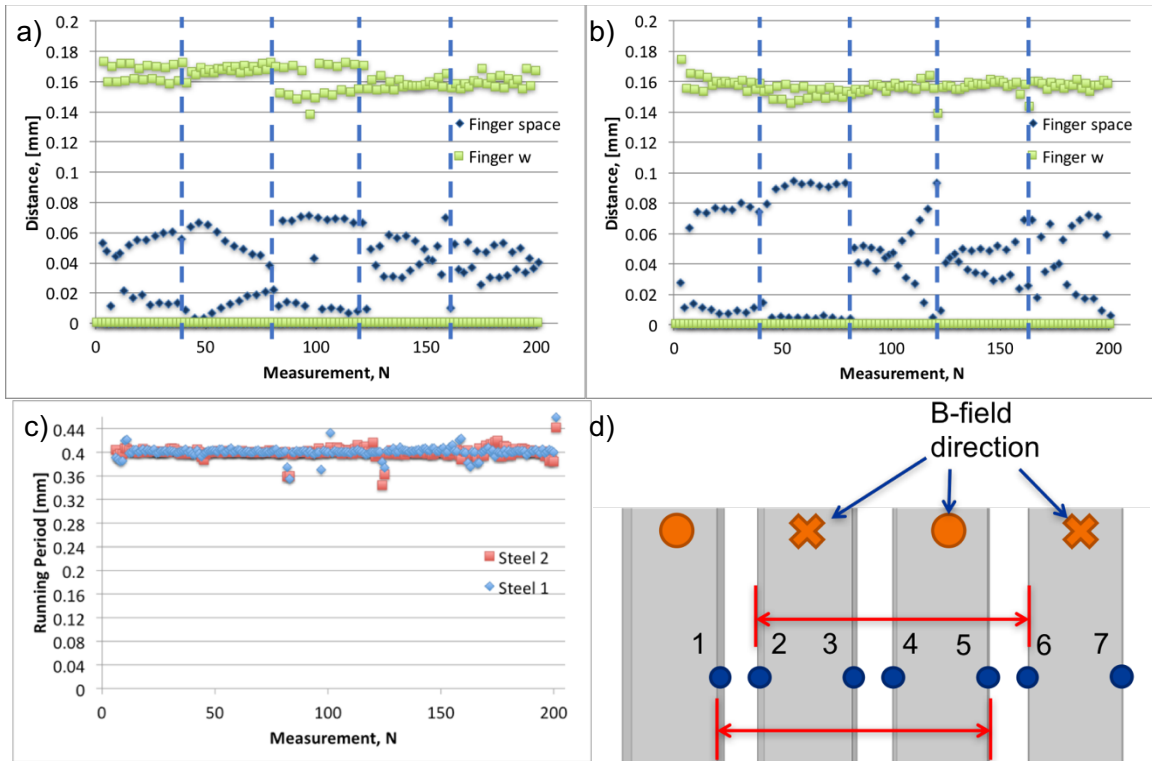 a)
0.2
0.18
0.16
0.14
0.12
0.1
0.08
0.06
0.04
0.02
0
Distance, [mm]
Finger space
Finger w
0 50 100 150 200
Measurement, N
b)
0.2
0.18
0.16
0.14
0.12
0.1
0.08
0.06
0.04
0.02
0
Distance, [mm]
Finger space
Finger w
0 50 100 150 200
Measurement, N
c)
0.44
0.4
0.36
0.32
0.28
0.24
0.2
0.16
0.12
0.08
0.04
0
Running Period [mm]
Steel 2
Steel 1
0 50 100 150 200
Measurement, N
d)
B-field
direction
1 2 3 4 5 6 7